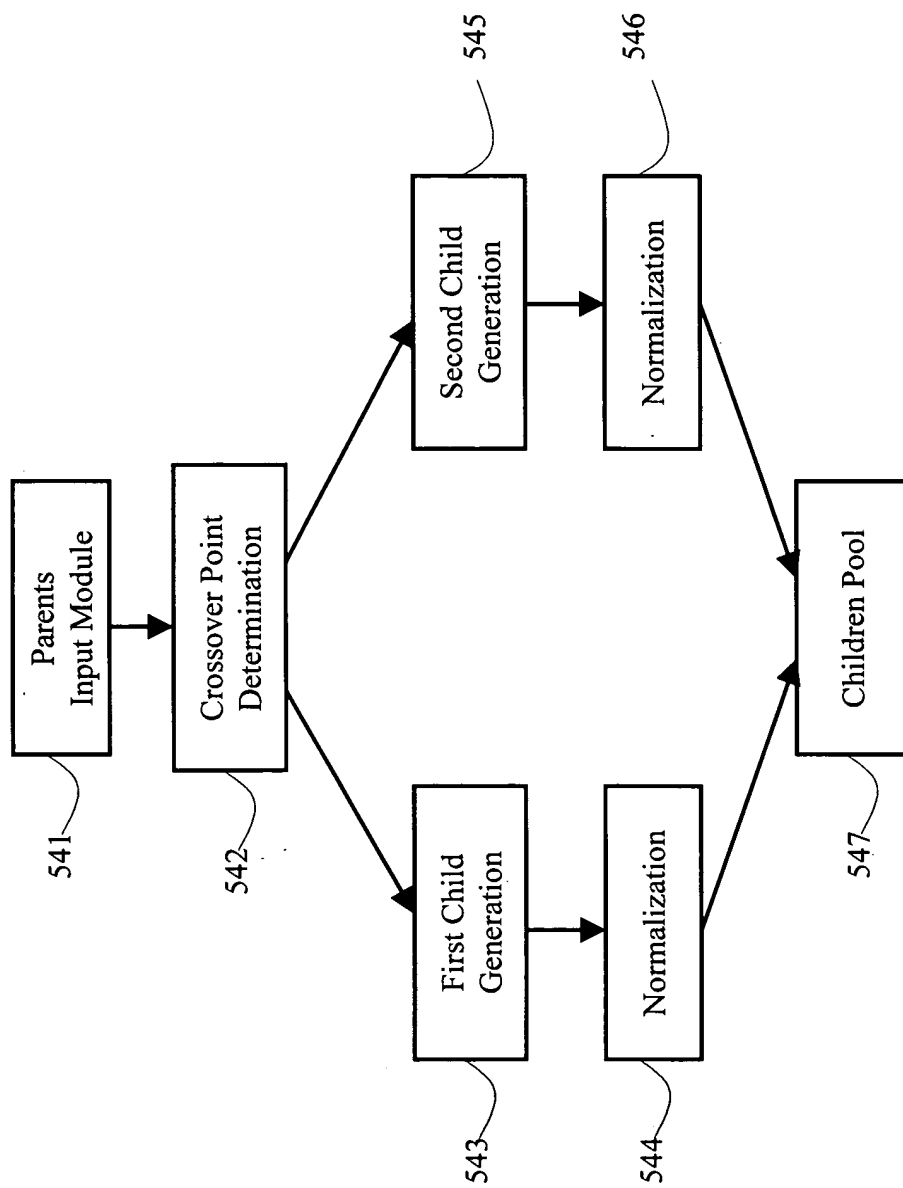 541
Parents
Input Module
542
Crossover Point
Determination
543
First Child
Generation
545
Second Child
Generation
544
Normalization
546
Normalization
547
Children Pool